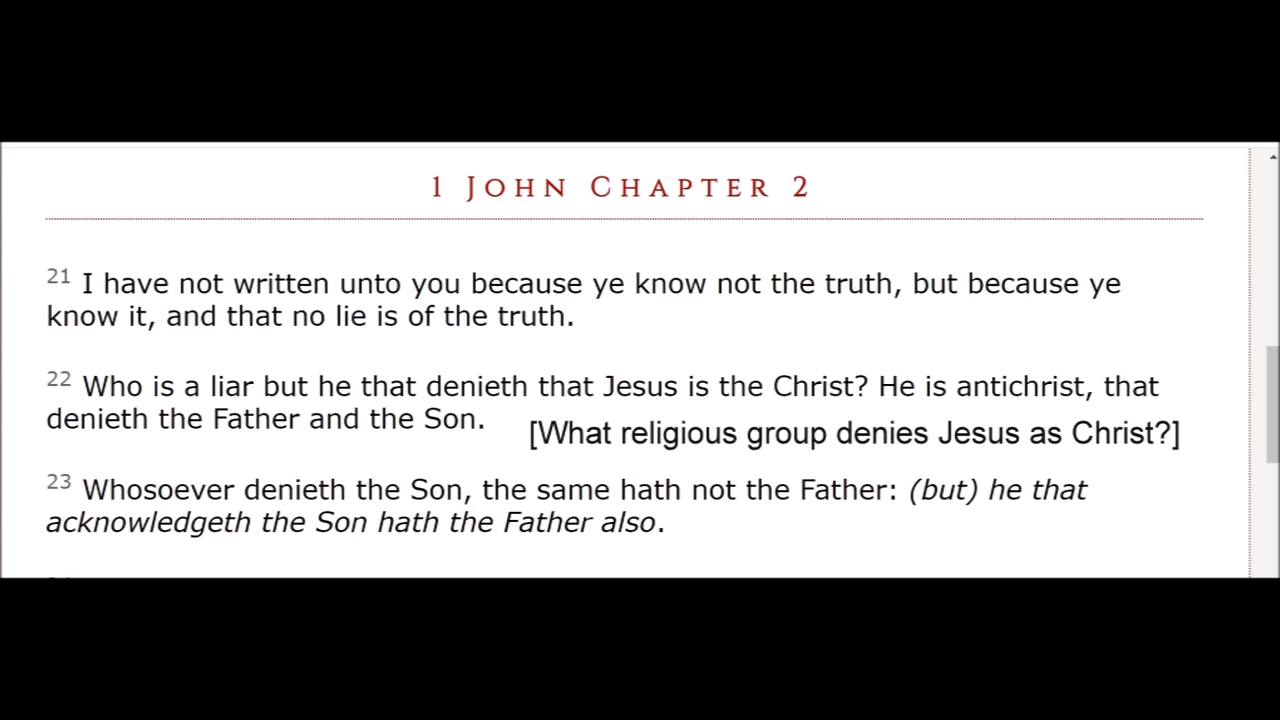 1 John Chapter 2
21 I have not written unto you because ye know not the truth, but because ye
know it, and that no lie is of the truth.
22 Who is a liar but he that denieth that Jesus is the Christ? He is antichrist, that
denieth the Father and the Son.
[What religious group denies Jesus as Christ?]
23 Whosoever denieth the Son, the same hath not the Father: (but) he that
acknowledgeth the Son hath the Father also.